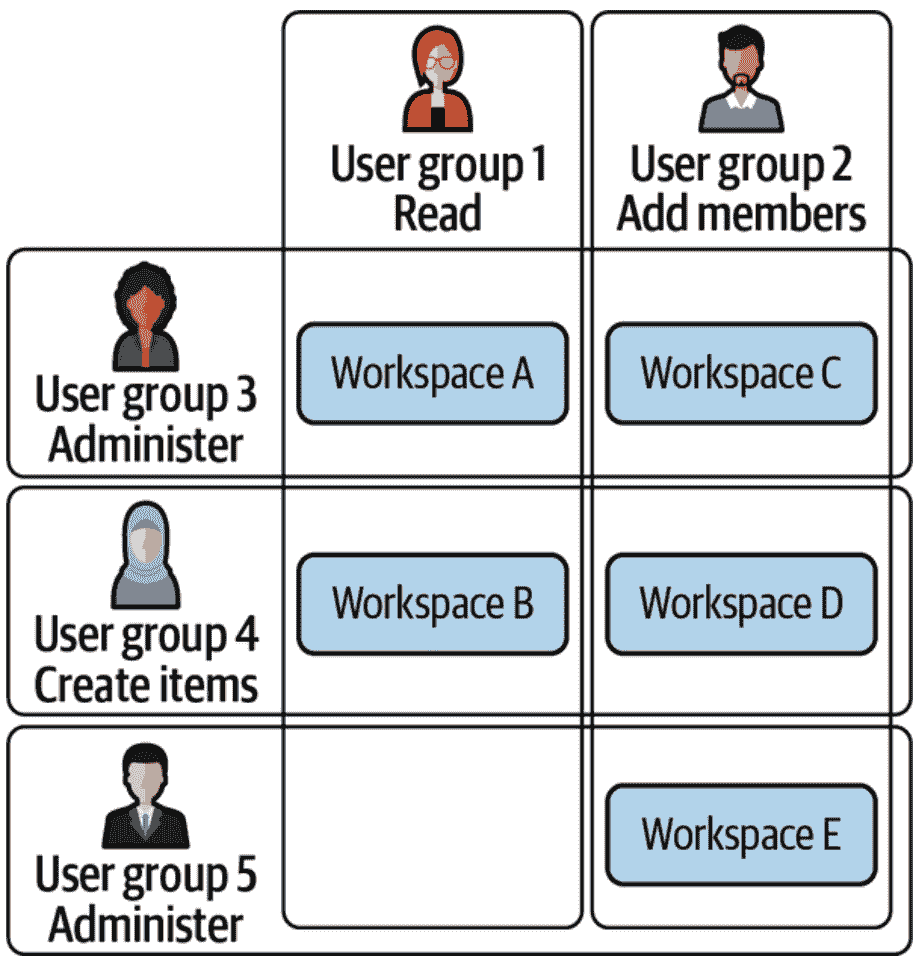 User group 1
Read
User group 2
Add members
User group 3
Administer
Workspace A
Workspace C
User group 4
Create items
Workspace B
Workspace D
User group 5
Administer
Workspace E